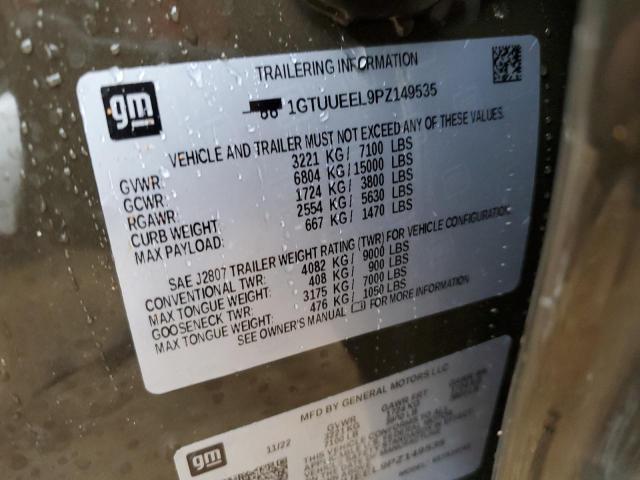 gm
TRAILERING INFORMATION
1GTUUEEL9PZ149535
VEHICLE AND TRAILER MUST NOT EXCEED ANY OF THESE VALUES.
GVWR: 3221 KG/ 7100 LBS
GCWR: 6804 KG/15000 LBS
RGAWR: 1724 KG/ 3800 LBS
CURB WEIGHT: 2554 KG/ 5630 LBS
MAX PAYLOAD: 667 KG/ 1470 LBS
SAE J2807 TRAILER WEIGHT RATING (TWR) FOR VEHICLE CONFIGURATION
CONVENTIONAL TWR: 4082 KG/ 9000 LBS
MAX TONGUE WEIGHT: 408 KG/ 900 LBS
GOOSENECK TWR: 3175 KG/ 7000 LBS
MAX TONGUE WEIGHT: 476 KG/ 1050 LBS
SEE OWNER'S MANUAL FOR MORE INFORMATION
MFD BY GENERAL MOTORS LLC
11/22
GVWR
GAWR FRT
gm